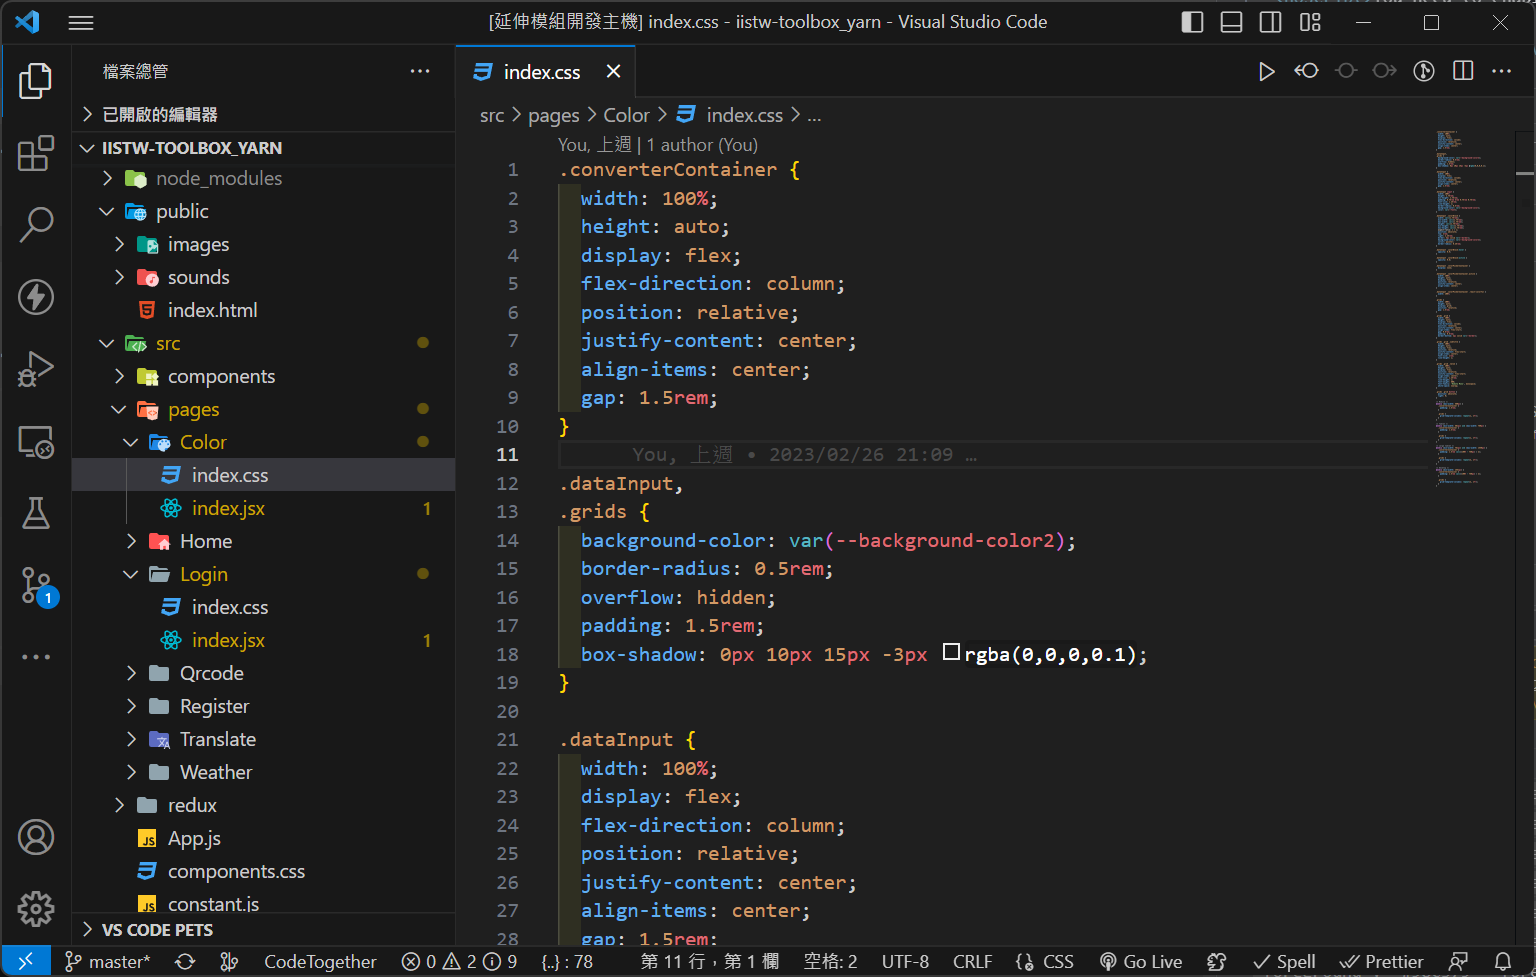 [延伸模組開發主機] index.css - iistw-toolbox_yarn - Visual Studio Code
檔案總管
已開啟的編輯器
IISTW-TOOLBOX_YARN
node_modules
public
images
sounds
index.html
src
components
pages
Color
index.css
index.jsx 1
Home
Login
index.css
index.jsx 1
Qrcode
Register
Translate
Weather
redux
App.js
components.css
constant.js
VS CODE PETS
1
index.css
src > pages > Color > index.css > ...
You, 上週 | 1 author (You)
1 .converterContainer {
2 width: 100%;
3 height: auto;
4 display: flex;
5 flex-direction: column;
6 position: relative;
7 justify-content: center;
8 align-items: center;
9 gap: 1.5rem;
10 }
11 You, 上週 • 2023/02/26 21:09 …
12 .dataInput,
13 .grids {
14 background-color: var(--background-color2);
15 border-radius: 0.5rem;
16 overflow: hidden;
17 padding: 1.5rem;
18 box-shadow: 0px 10px 15px -3px rgba(0,0,0,0.1);
19 }
20
21 .dataInput {
22 width: 100%;
23 display: flex;
24 flex-direction: column;
25 position: relative;
26 justify-content: center;
27 align-items: center;
28 gap: 1.5rem;
master* CodeTogether 0 2 9 {..} : 78 第 11 行，第 1 欄 空格: 2 UTF-8 CRLF {} CSS Go Live Spell Prettier